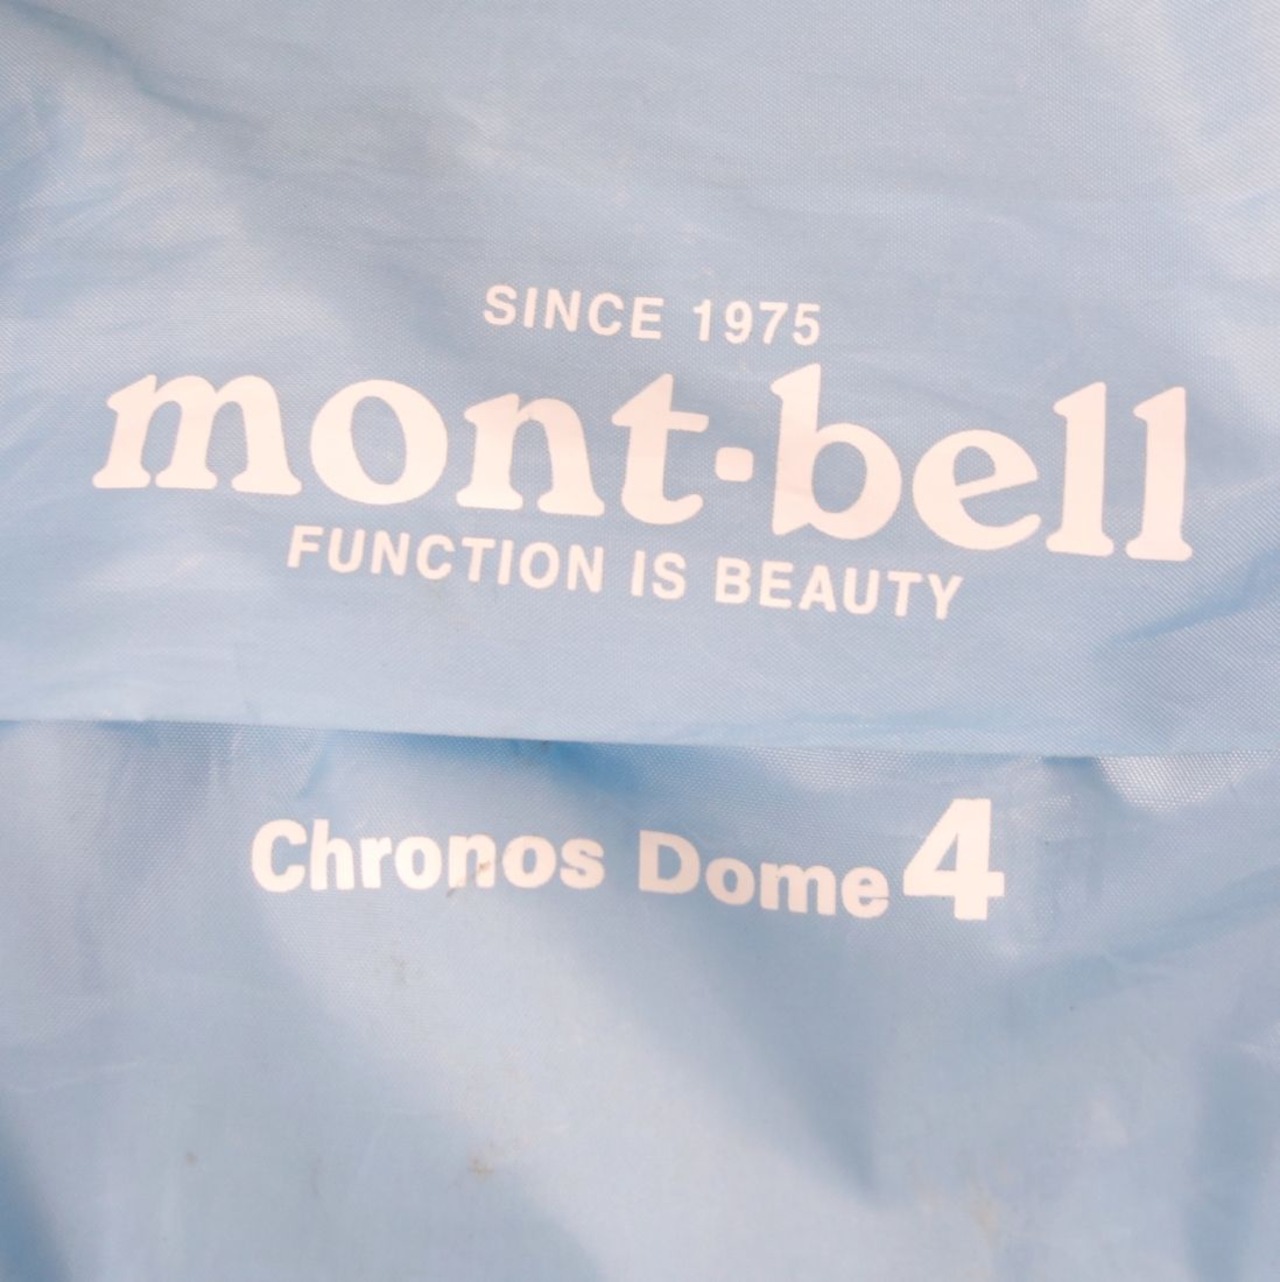 SINCE 1975
mont-bell
FUNCTION IS BEAUTY
Chronos Dome 4